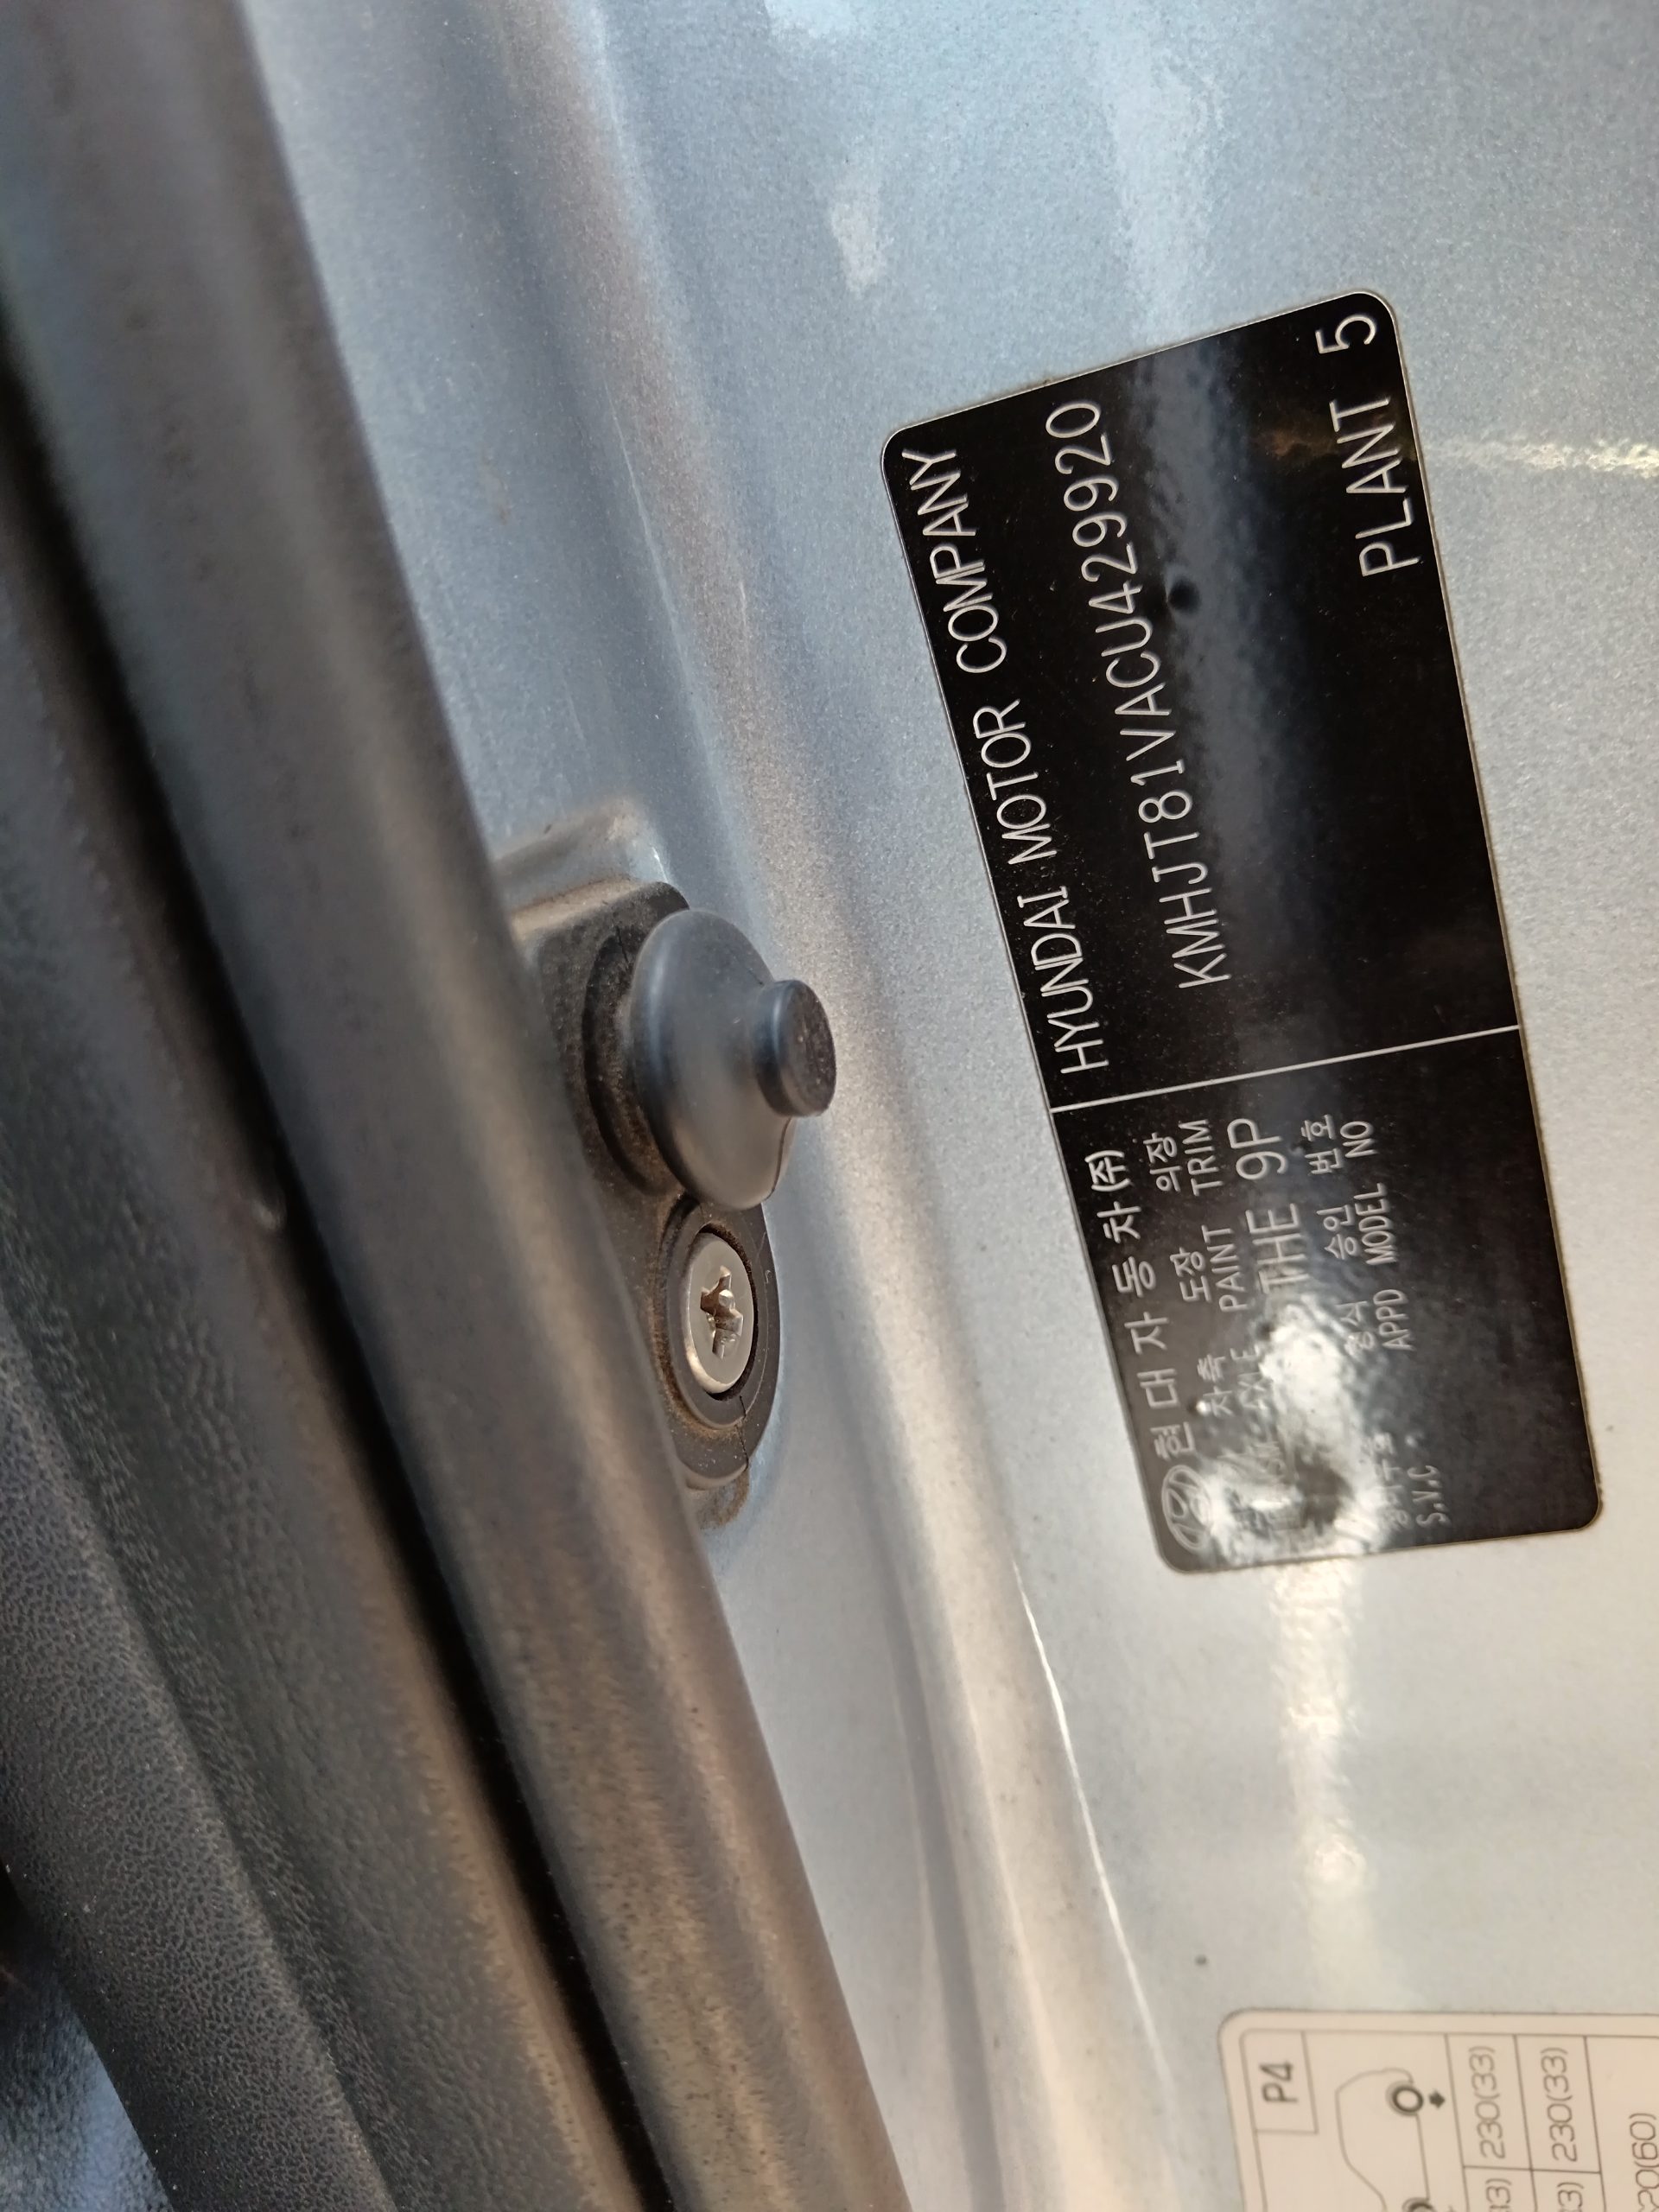 현대자동차(주)
차축 도장 의장
AXLE PAINT TRIM
THE 9P
형식 승인 번호
APPD MODEL NO
S.V.C
HYUNDAI MOTOR COMPANY
KMHJT81VACU429920
PLANT 5
P4
230(33)
230(33)